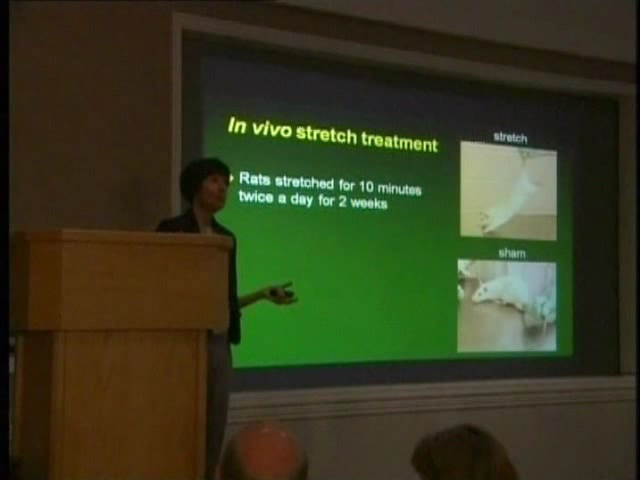 In vivo stretch treatment
Rats stretched for 10 minutes
twice a day for 2 weeks
stretch
sham